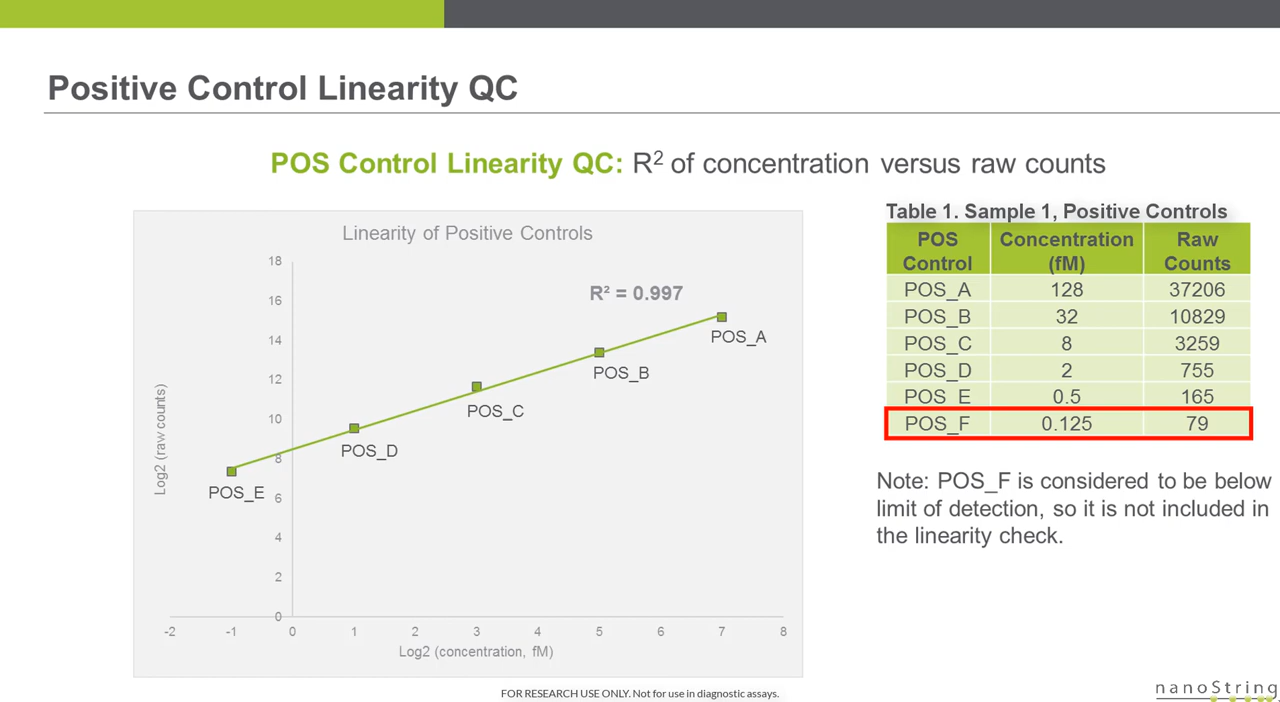 Positive Control Linearity QC
POS Control Linearity QC: R² of concentration versus raw counts
Linearity of Positive Controls
18
16
14
12
10
8
6
4
2
0
-2 -1 0 1 2 3 4 5 6 7 8
Log2 (raw counts)
Log2 (concentration, fM)
R² = 0.997
POS_A
POS_B
POS_C
POS_D
POS_E
Table 1. Sample 1, Positive Controls
POS Control Concentration (fM) Raw Counts
POS_A 128 37206
POS_B 32 10829
POS_C 8 3259
POS_D 2 755
POS_E 0.5 165
POS_F 0.125 79
Note: POS_F is considered to be below
limit of detection, so it is not included in
the linearity check.
FOR RESEARCH USE ONLY. Not for use in diagnostic assays.
nanoString